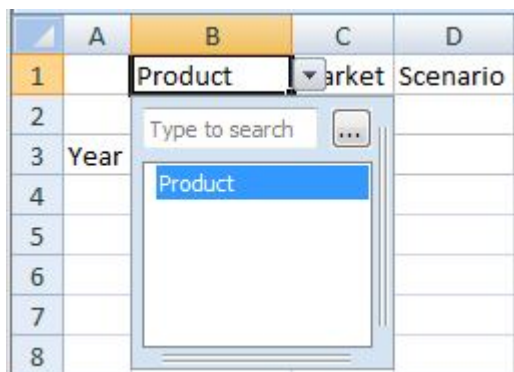 A B C D
1 Product arket Scenario
2 Type to search ...
3 Year
4 Product
5
6
7
8